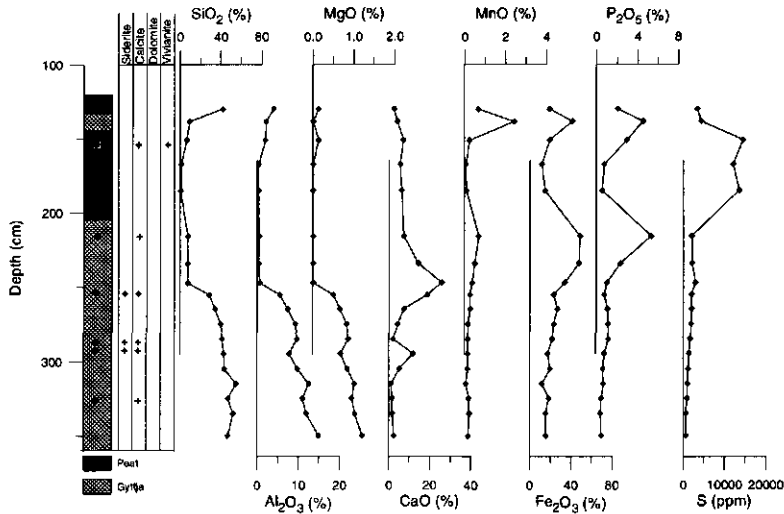 SiO2 (%) MgO (%) MnO (%) P2O5 (%)
0 40 80 0.0 1.0 2.0 0 2 4 0 4 8
Siderite
Calcite
Dolomite
Vivianite
100
200
300
Depth (cm)
Peat
Gyttja
0 10 20 0 20 40 0 40 80 0 10000 20000
Al2O3 (%) CaO (%) Fe2O3 (%) S (ppm)